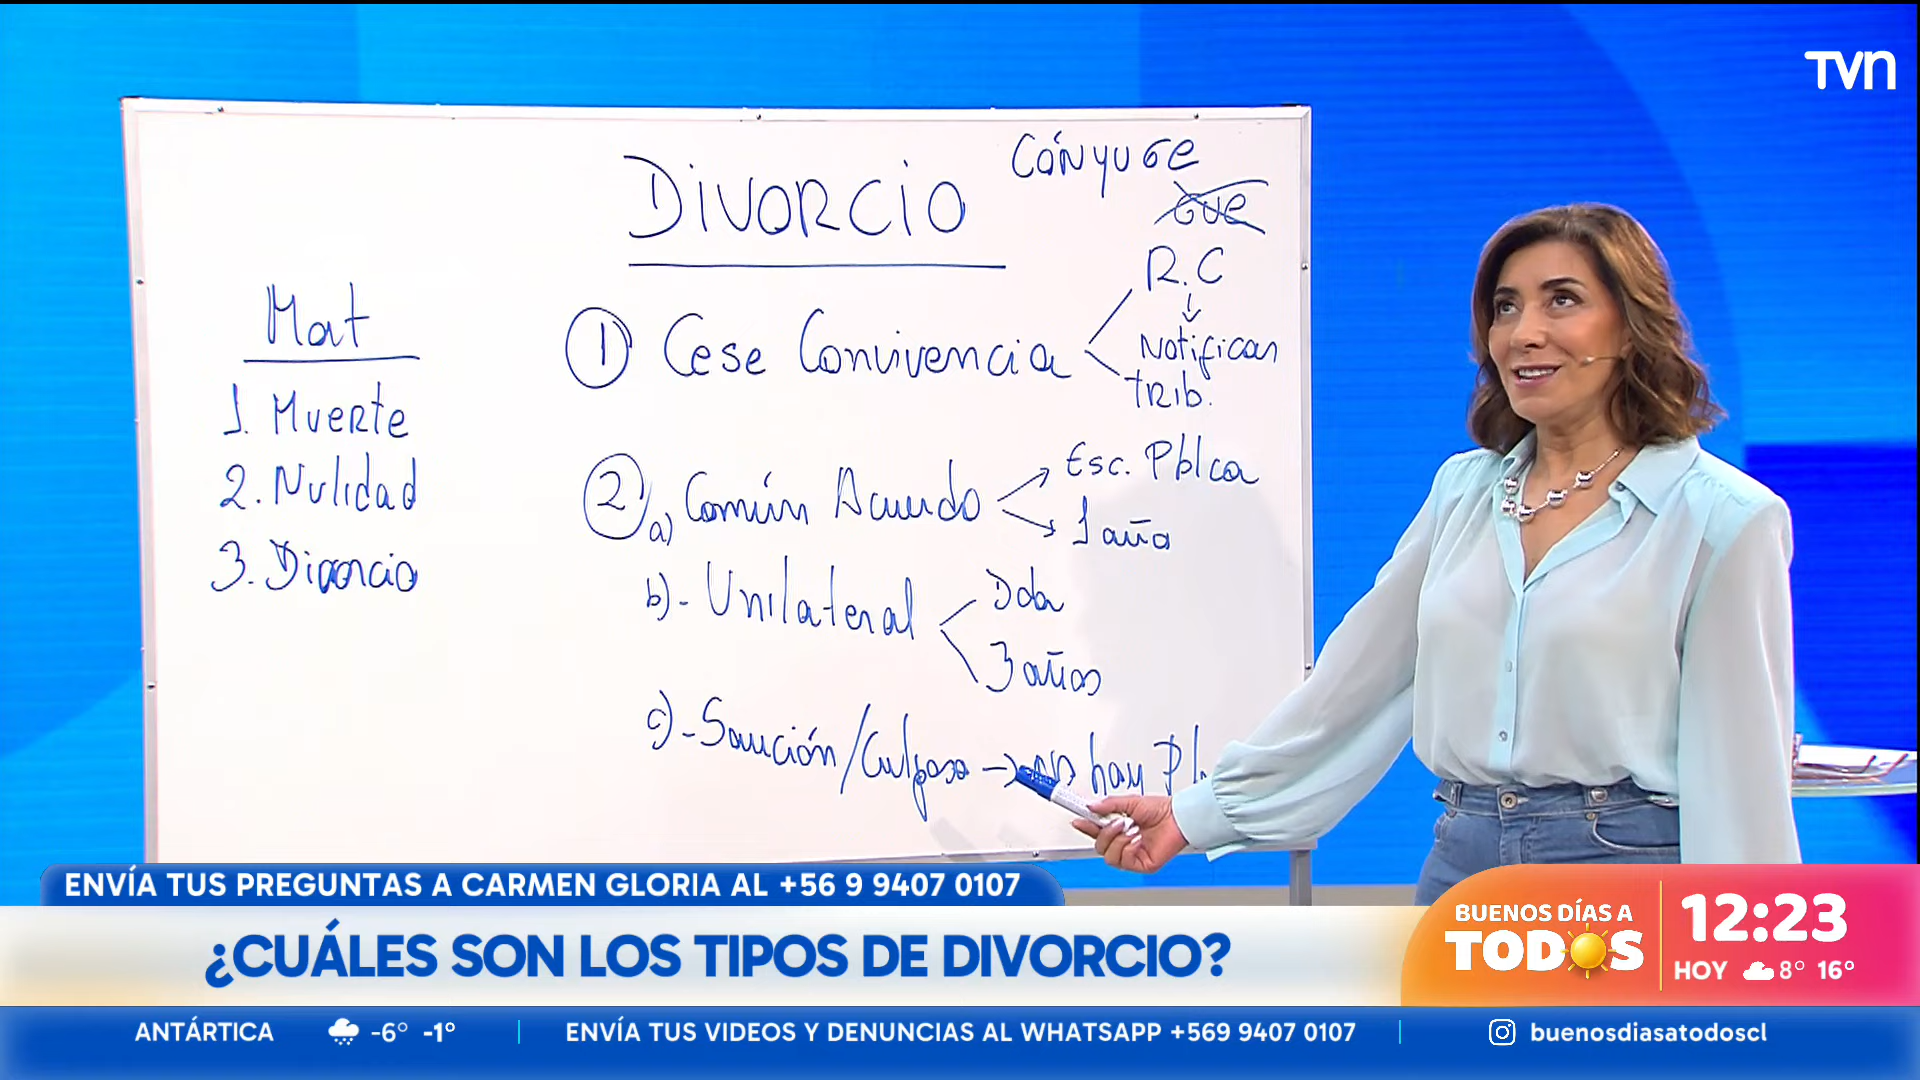 TVN
DIVORCIO
CÓNYUGE
GUE
R.C
Notifican
TRIB.
Mat
1. Muerte
2. Nulidad
3. Divorcio
1 Cese Convivencia
2 a) Común Acuerdo
Esc. Pblca
1 año
b)- Unilateral
Dda
3 años
c)- Sanción/Culposo → no hay Pl
ENVÍA TUS PREGUNTAS A CARMEN GLORIA AL +56 9 9407 0107
¿CUÁLES SON LOS TIPOS DE DIVORCIO?
BUENOS DÍAS A
TODOS
12:23
HOY 8° 16°
ANTÁRTICA -6° -1° ENVÍA TUS VIDEOS Y DENUNCIAS AL WHATSAPP +569 9407 0107 buenosdiasatodoscl